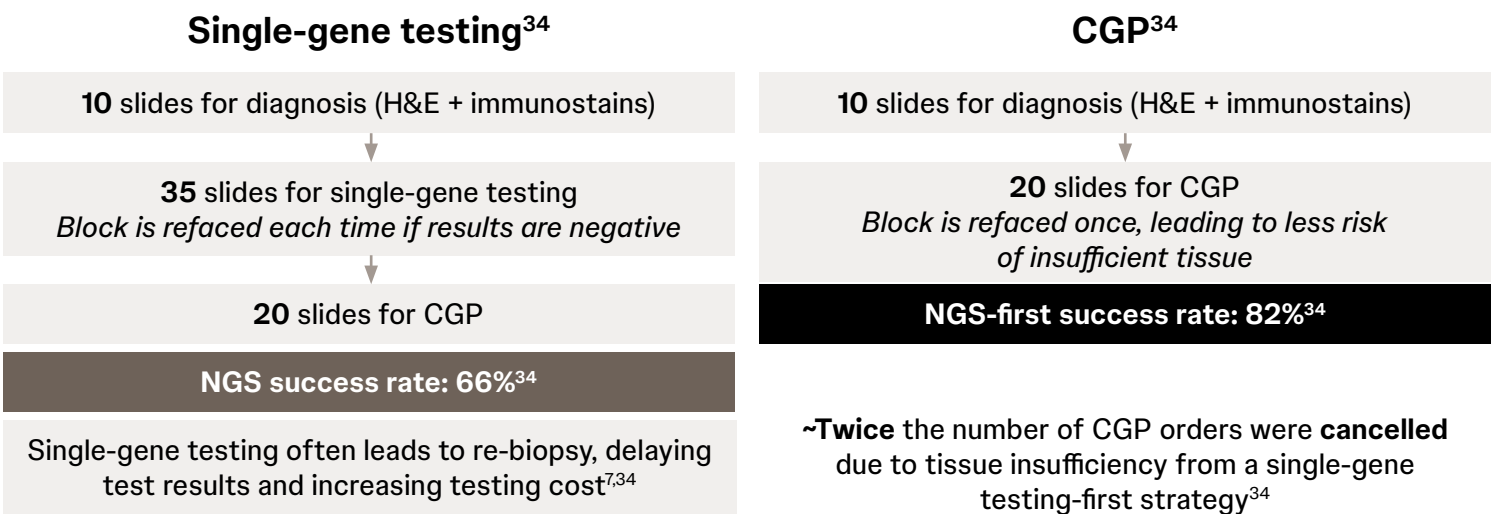 Single-gene testing34
10 slides for diagnosis (H&E + immunostains)
35 slides for single-gene testing
Block is refaced each time if results are negative
20 slides for CGP
NGS success rate: 66%34
Single-gene testing often leads to re-biopsy, delaying
test results and increasing testing cost7,34
CGP34
10 slides for diagnosis (H&E + immunostains)
20 slides for CGP
Block is refaced once, leading to less risk
of insufficient tissue
NGS-first success rate: 82%34
~Twice the number of CGP orders were cancelled
due to tissue insufficiency from a single-gene
testing-first strategy34